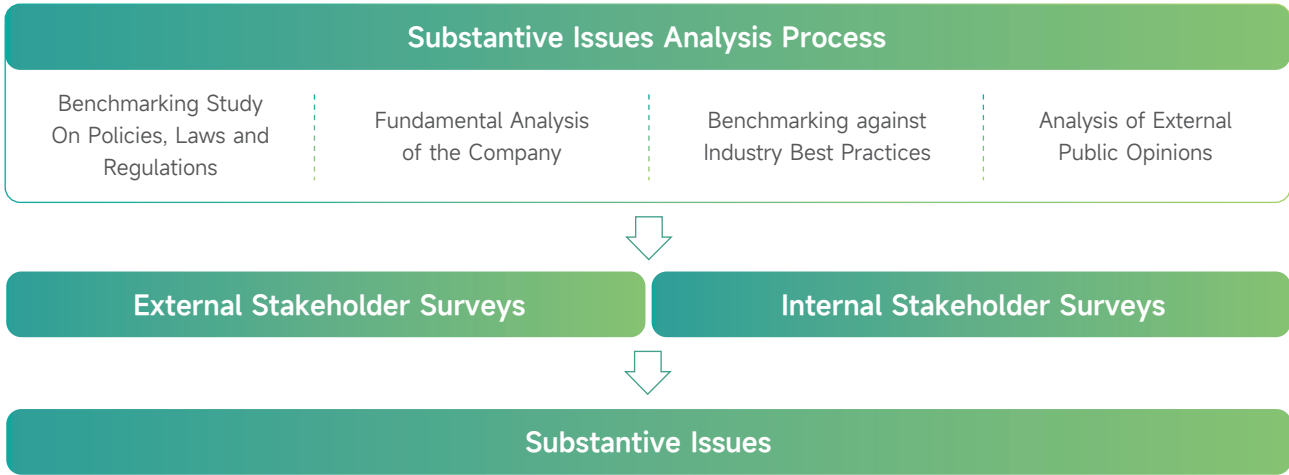 Substantive Issues Analysis Process
Benchmarking Study
On Policies, Laws and
Regulations
Fundamental Analysis
of the Company
Benchmarking against
Industry Best Practices
Analysis of External
Public Opinions
External Stakeholder Surveys
Internal Stakeholder Surveys
Substantive Issues